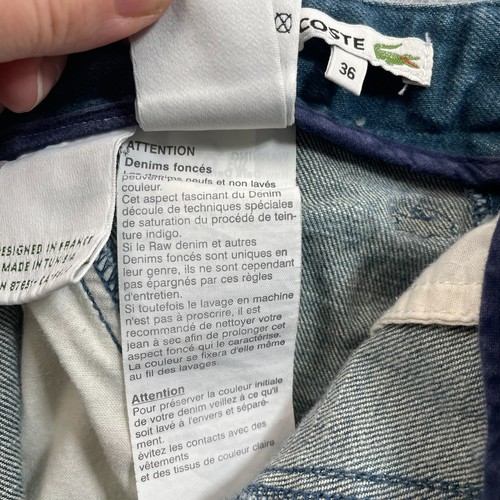 COSTE
36
ATTENTION
Denims foncés
neufs et non lavés
couleur.
Cet aspect fascinant du Denim
découle de techniques spéciales
de saturation du procédé de tein-
ture indigo.
Si le Raw denim et autres
Denims foncés sont uniques en
leur genre, ils ne sont cependant
pas épargnés par ces règles
d'entretien.
Si toutefois le lavage en machine
n'est pas à proscrire, il est
recommandé de nettoyer votre
jean à sec afin de prolonger cet
aspect foncé qui le caractérise.
La couleur se fixera d'elle même
au fil des lavages.
Attention
Pour préserver la couleur initiale
de votre denim veillez à ce qu'il
soit lavé à l'envers et séparé-
ment.
évitez les contacts avec des
vêtements
et des tissus de couleur claire
DESIGNED IN FRANCE
MADE IN TUNISIA